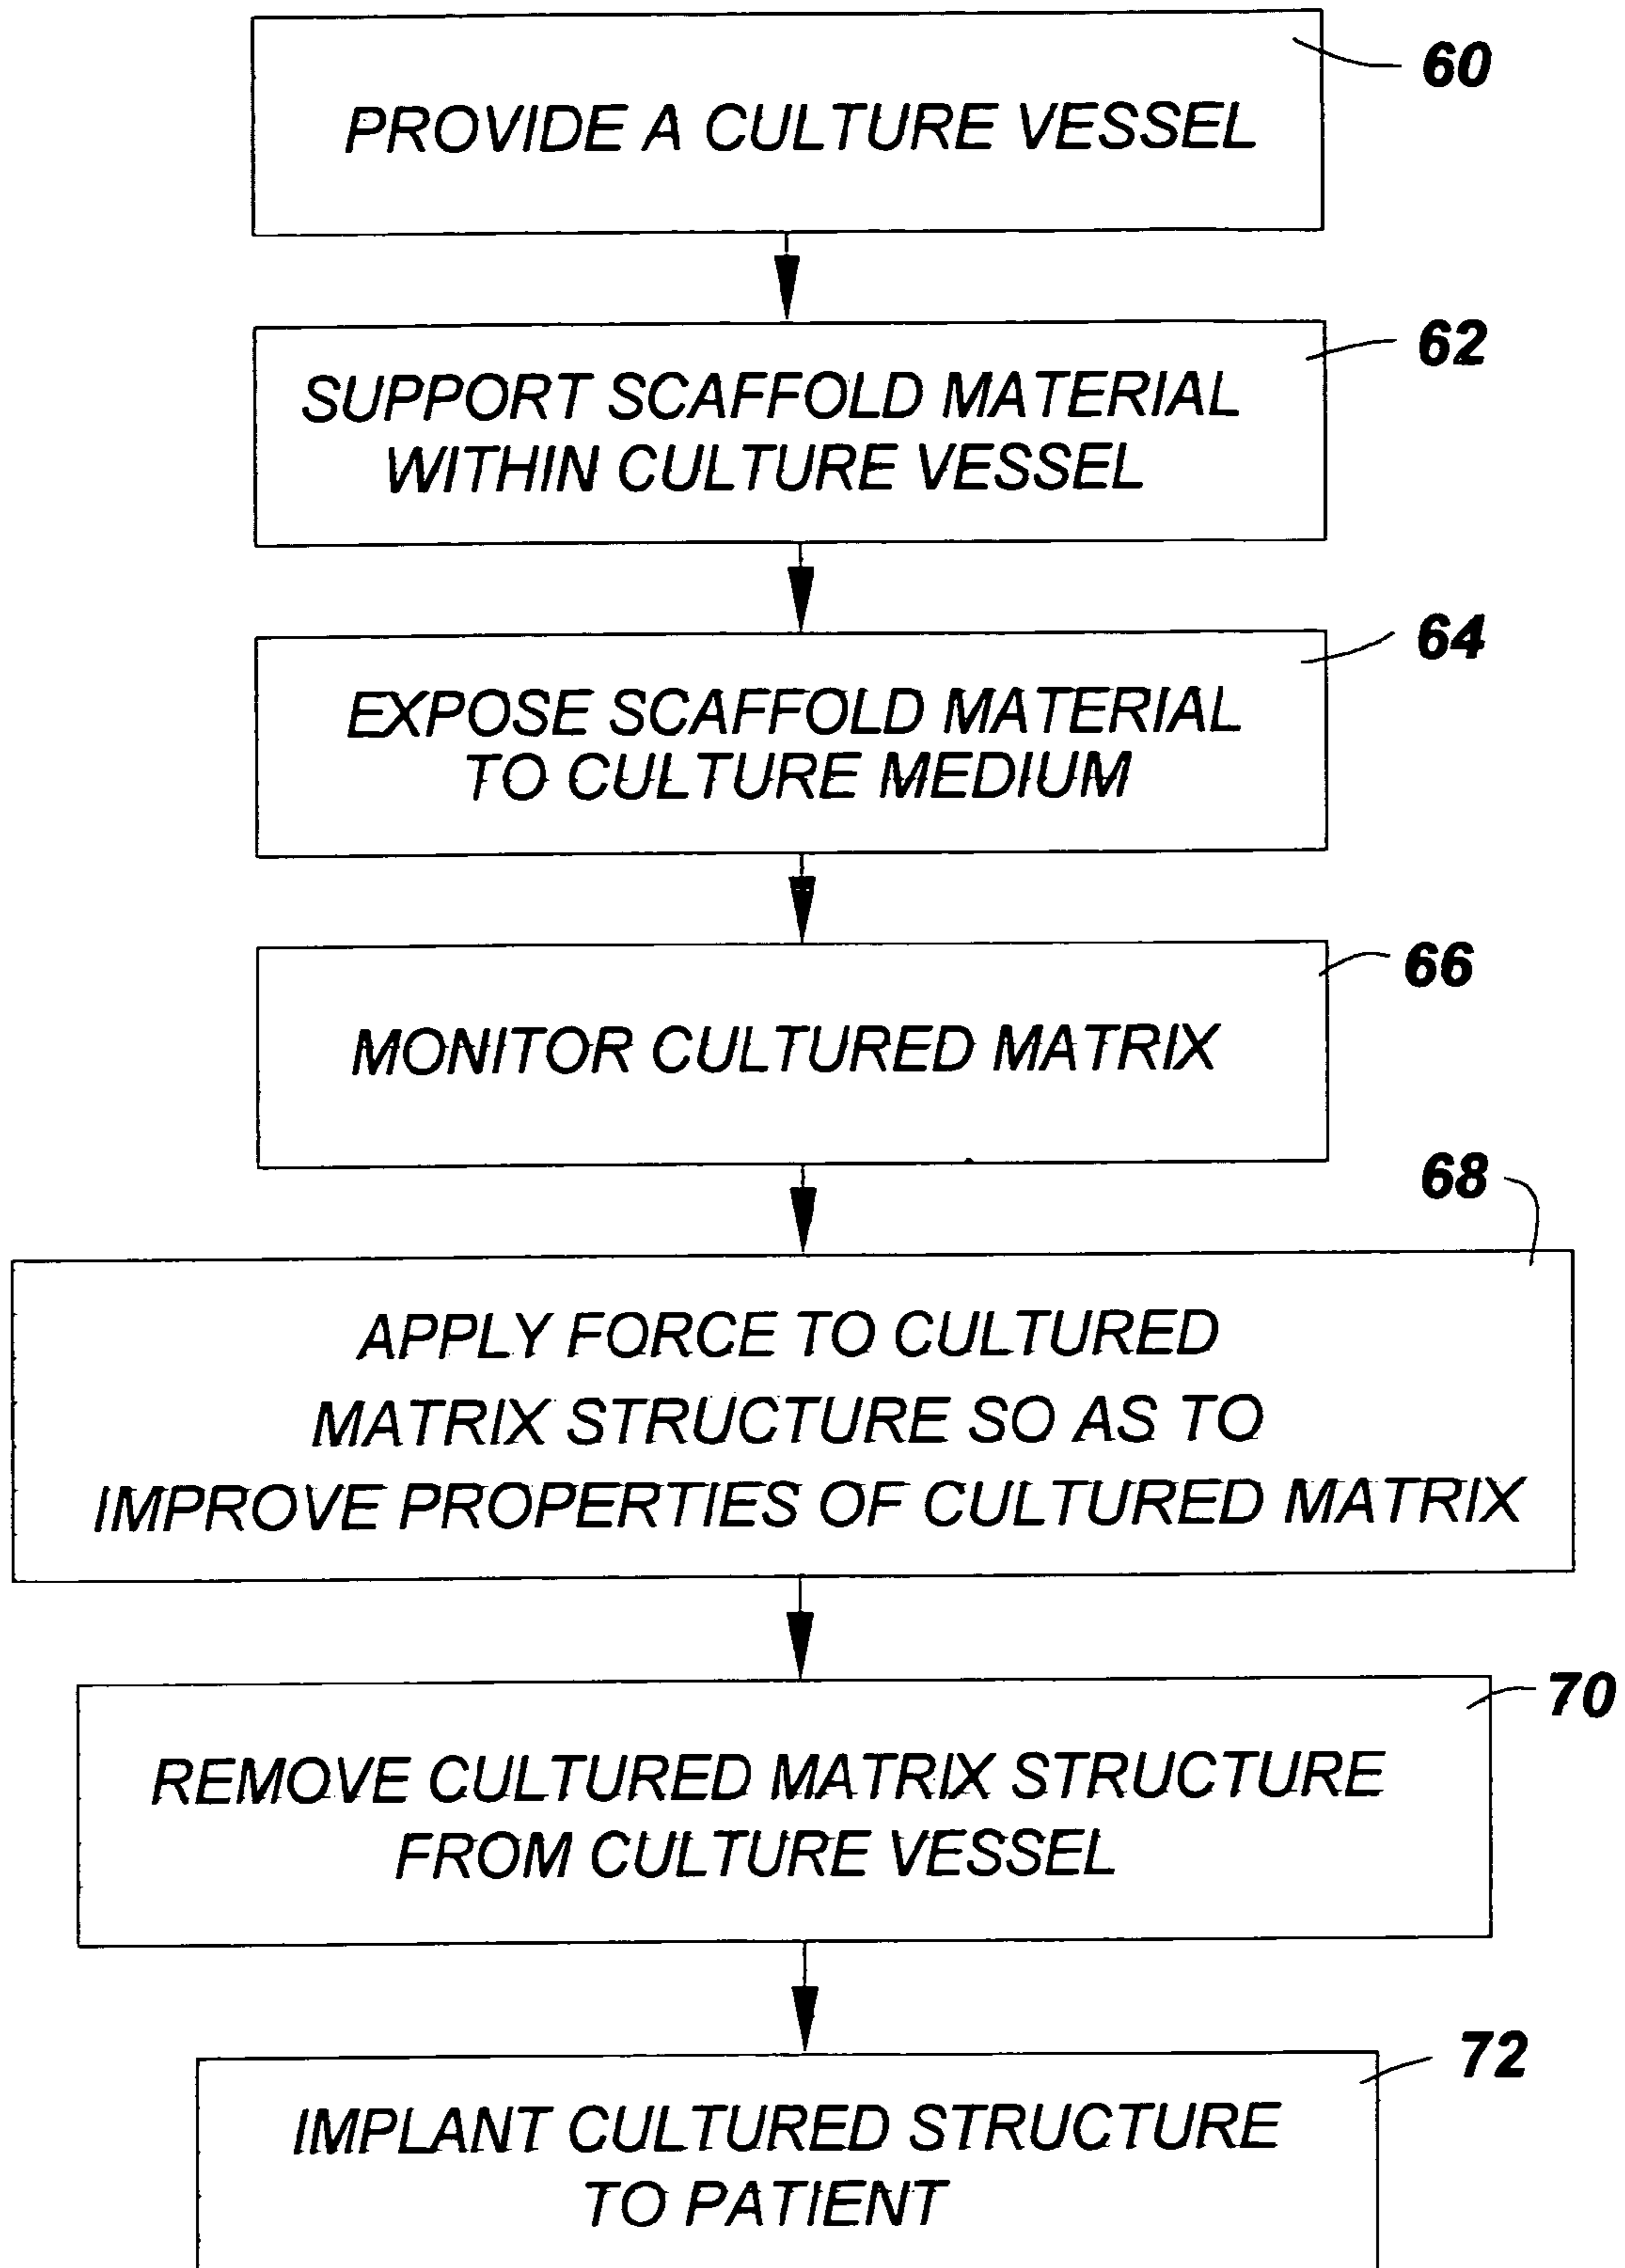 60
PROVIDE A CULTURE VESSEL
62
SUPPORT SCAFFOLD MATERIAL
WITHIN CULTURE VESSEL
64
EXPOSE SCAFFOLD MATERIAL
TO CULTURE MEDIUM
66
MONITOR CULTURED MATRIX
68
APPLY FORCE TO CULTURED
MATRIX STRUCTURE SO AS TO
IMPROVE PROPERTIES OF CULTURED MATRIX
70
REMOVE CULTURED MATRIX STRUCTURE
FROM CULTURE VESSEL
72
IMPLANT CULTURED STRUCTURE
TO PATIENT